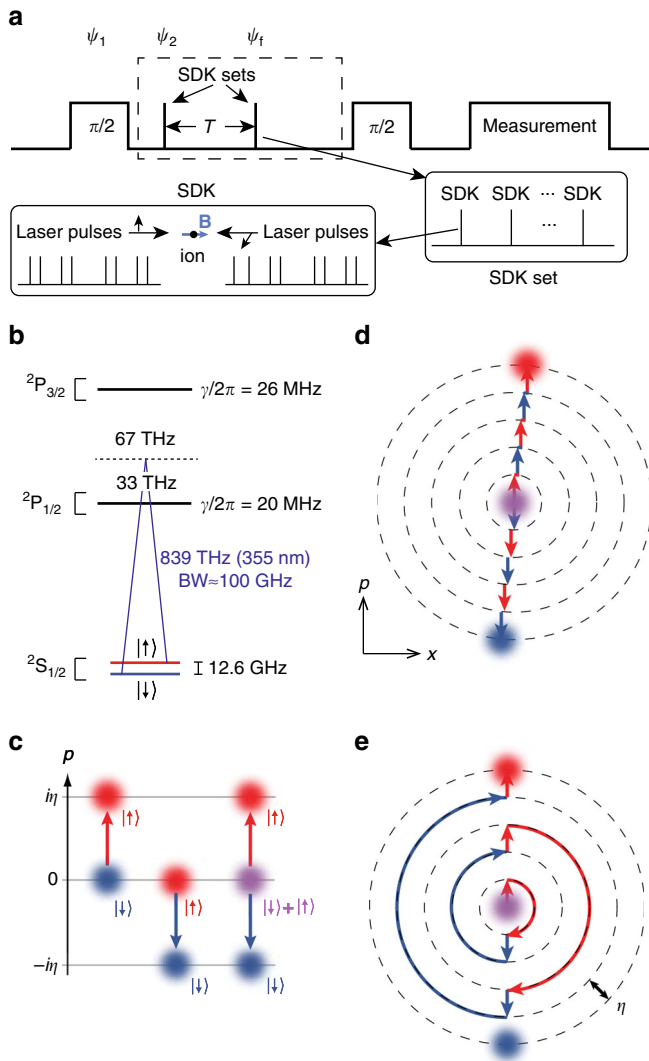 a
ψ1 ψ2 ψf
SDK sets
π/2 T π/2 Measurement
SDK
Laser pulses B Laser pulses
ion
SDK SDK ... SDK
...
SDK set
b
²P3/2 γ/2π = 26 MHz
67 THz
33 THz
²P1/2 γ/2π = 20 MHz
839 THz (355 nm)
BW≈100 GHz
|↑⟩
²S1/2 12.6 GHz
|↓⟩
c
p
iη
|↑⟩ |↑⟩
0
|↓⟩ |↑⟩ |↓⟩+|↑⟩
−iη
|↓⟩ |↓⟩
d
p
x
e
η